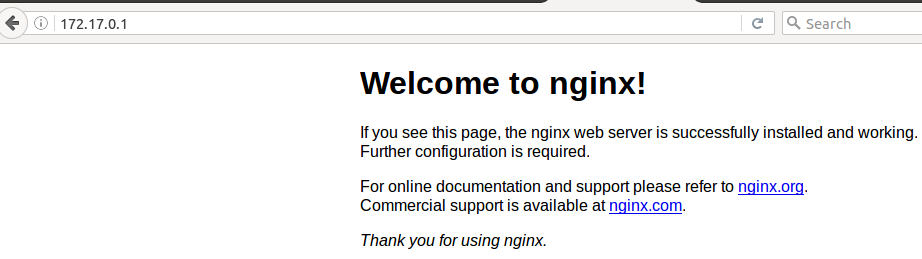 172.17.0.1
Search
Welcome to nginx!
If you see this page, the nginx web server is successfully installed and working.
Further configuration is required.
For online documentation and support please refer to nginx.org.
Commercial support is available at nginx.com.
Thank you for using nginx.